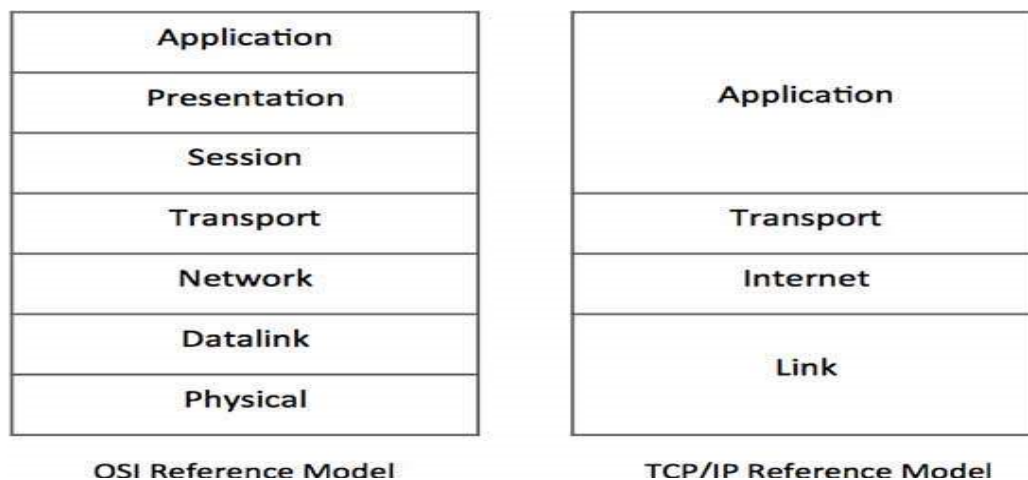 Application
Presentation
Session
Transport
Network
Datalink
Physical
OSI Reference Model
Application
Transport
Internet
Link
TCP/IP Reference Model